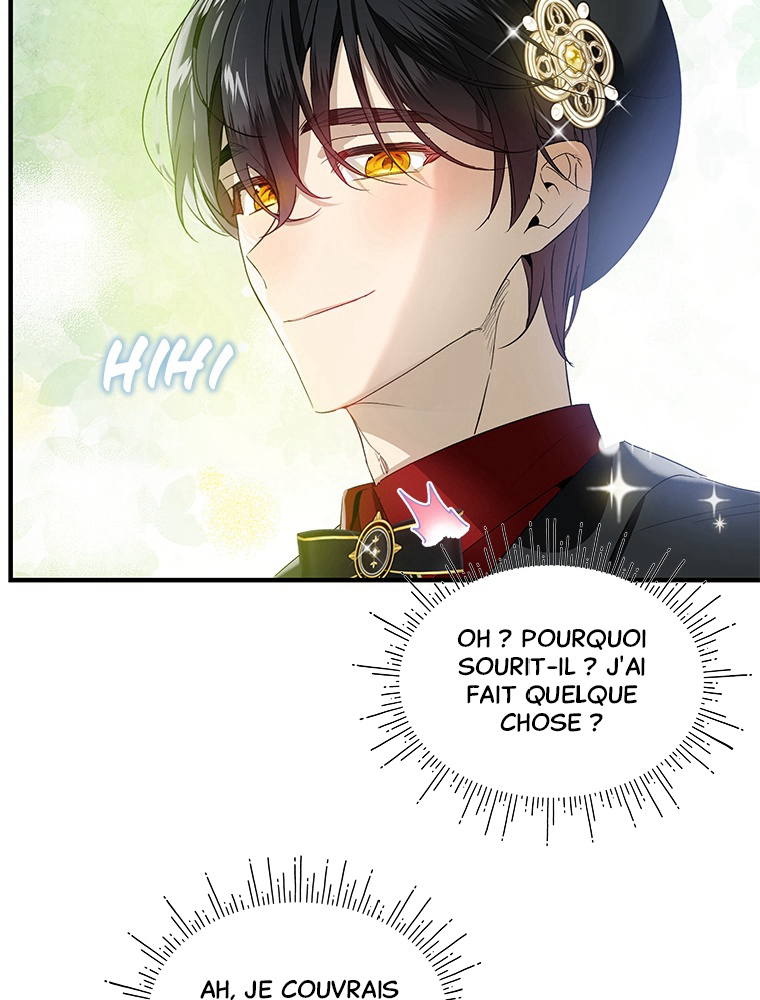 HIHI
OH ? POURQUOI
SOURIT-IL ? J'AI
FAIT QUELQUE
CHOSE ?
AH, JE COUVRAIS